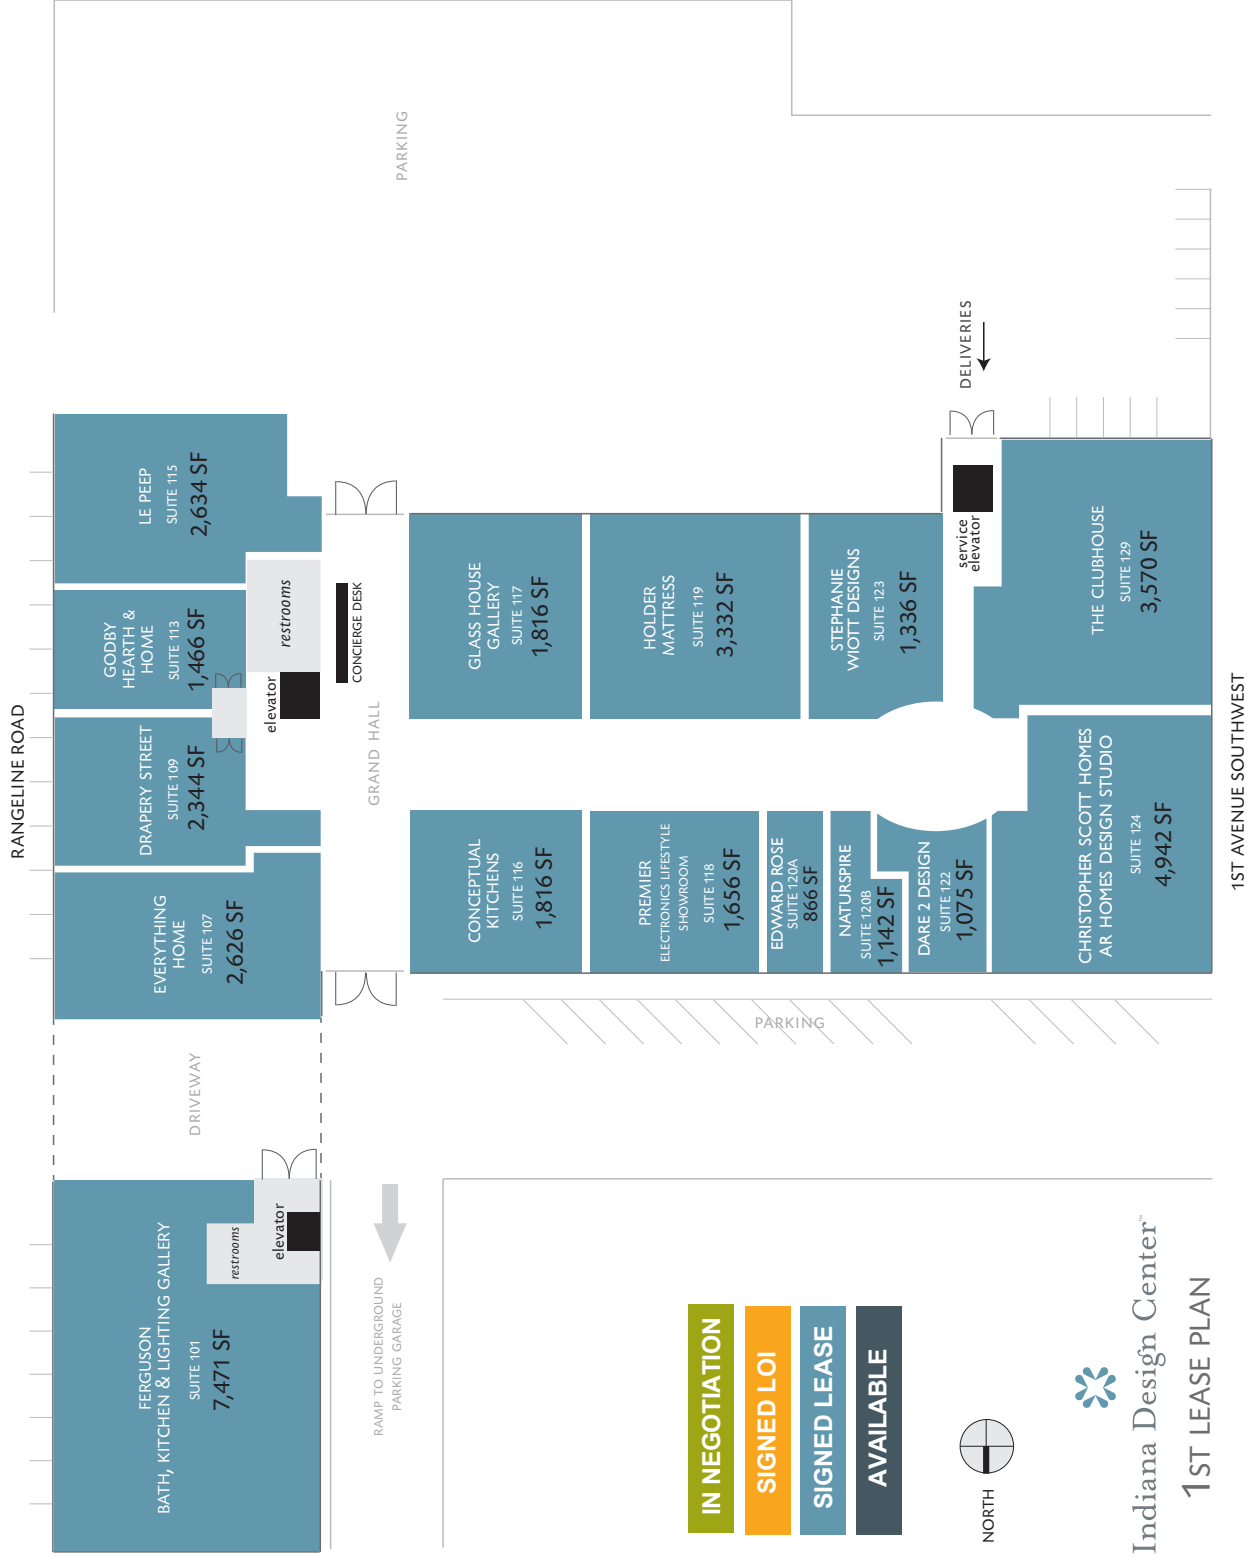 RANGELINE ROAD
FERGUSON
BATH, KITCHEN & LIGHTING GALLERY
SUITE 101
7,471 SF
restrooms
elevator
DRIVEWAY
EVERYTHING
HOME
SUITE 107
2,626 SF
DRAPERY STREET
SUITE 109
2,344 SF
GODBY
HEARTH &
HOME
SUITE 113
1,466 SF
LE PEEP
SUITE 115
2,634 SF
elevator
restrooms
CONCIERGE DESK
GRAND HALL
PARKING
RAMP TO UNDERGROUND
PARKING GARAGE
CONCEPTUAL
KITCHENS
SUITE 116
1,816 SF
GLASS HOUSE
GALLERY
SUITE 117
1,816 SF
PREMIER
ELECTRONICS LIFESTYLE
SHOWROOM
SUITE 118
1,656 SF
HOLDER
MATTRESS
SUITE 119
3,332 SF
EDWARD ROSE
SUITE 120A
866 SF
NATURSPIRE
SUITE 120B
1,142 SF
STEPHANIE
WIOTT DESIGNS
SUITE 123
1,336 SF
DARE 2 DESIGN
SUITE 122
1,075 SF
PARKING
service
elevator
DELIVERIES
CHRISTOPHER SCOTT HOMES
AR HOMES DESIGN STUDIO
SUITE 124
4,942 SF
THE CLUBHOUSE
SUITE 129
3,570 SF
IN NEGOTIATION
SIGNED LOI
SIGNED LEASE
AVAILABLE
NORTH
Indiana Design Center™
1ST LEASE PLAN
1ST AVENUE SOUTHWEST